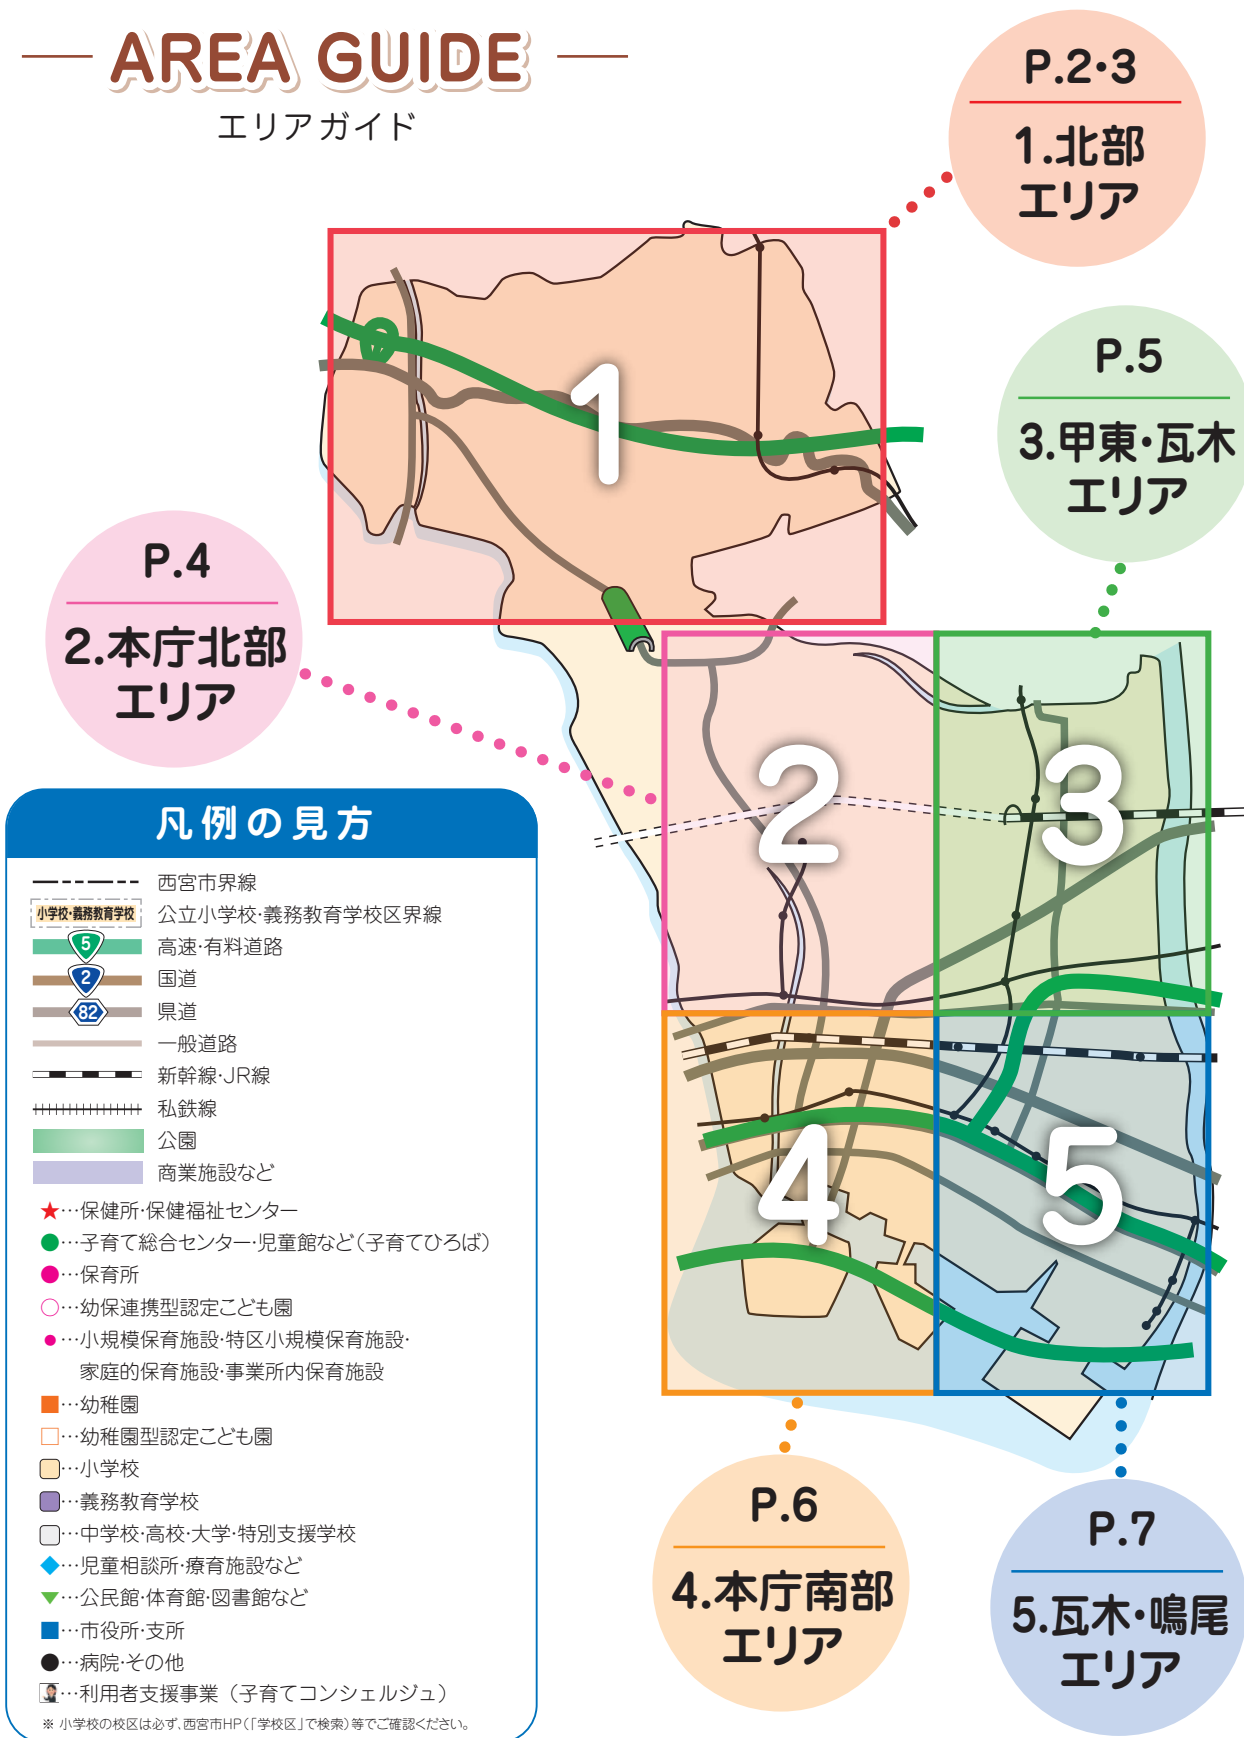 AREA GUIDE
エリアガイド
P.2・3
1.北部
エリア
P.5
3.甲東・瓦木
エリア
P.4
2.本庁北部
エリア
1
2
3
4
5
凡例の見方
西宮市界線
小学校・義務教育学校 公立小学校・義務教育学校区界線
5 高速・有料道路
2 国道
82 県道
一般道路
新幹線・JR線
私鉄線
公園
商業施設など
★…保健所・保健福祉センター
●…子育て総合センター・児童館など（子育てひろば）
●…保育所
○…幼保連携型認定こども園
●…小規模保育施設・特区小規模保育施設・
家庭的保育施設・事業所内保育施設
■…幼稚園
□…幼稚園型認定こども園
…小学校
…義務教育学校
…中学校・高校・大学・特別支援学校
◆…児童相談所・療育施設など
▼…公民館・体育館・図書館など
■…市役所・支所
●…病院・その他
…利用者支援事業（子育てコンシェルジュ）
※ 小学校の校区は必ず、西宮市HP（「学校区」で検索）等でご確認ください。
P.6
4.本庁南部
エリア
P.7
5.瓦木・鳴尾
エリア